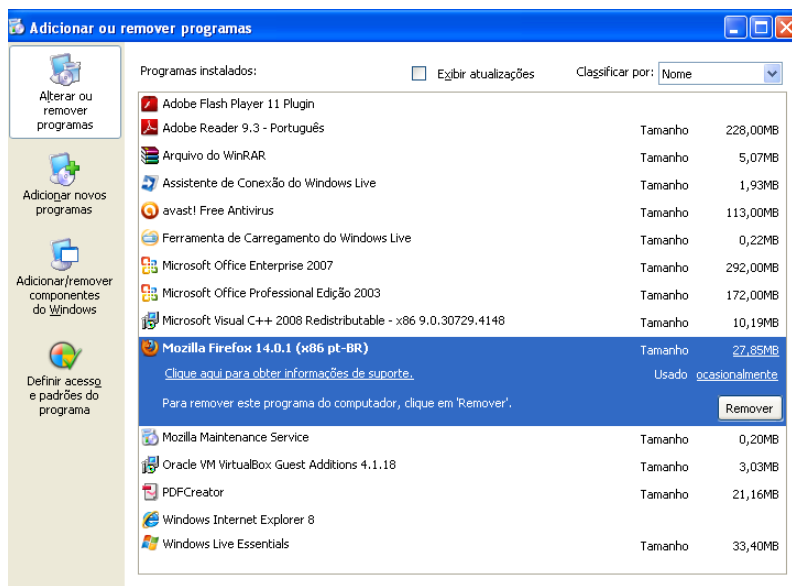 Adicionar ou remover programas
Alterar ou
remover
programas
Adicionar novos
programas
Adicionar/remover
componentes
do Windows
Definir acesso
e padrões do
programa
Programas instalados:
Exibir atualizações
Classificar por: Nome
Adobe Flash Player 11 Plugin
Adobe Reader 9.3 - Português Tamanho 228,00MB
Arquivo do WinRAR Tamanho 5,07MB
Assistente de Conexão do Windows Live Tamanho 1,93MB
avast! Free Antivirus Tamanho 113,00MB
Ferramenta de Carregamento do Windows Live Tamanho 0,22MB
Microsoft Office Enterprise 2007 Tamanho 292,00MB
Microsoft Office Professional Edição 2003 Tamanho 172,00MB
Microsoft Visual C++ 2008 Redistributable - x86 9.0.30729.4148 Tamanho 10,19MB
Mozilla Firefox 14.0.1 (x86 pt-BR) Tamanho 27,85MB
Clique aqui para obter informações de suporte. Usado ocasionalmente
Para remover este programa do computador, clique em 'Remover'. Remover
Mozilla Maintenance Service Tamanho 0,20MB
Oracle VM VirtualBox Guest Additions 4.1.18 Tamanho 3,03MB
PDFCreator Tamanho 21,16MB
Windows Internet Explorer 8
Windows Live Essentials Tamanho 33,40MB